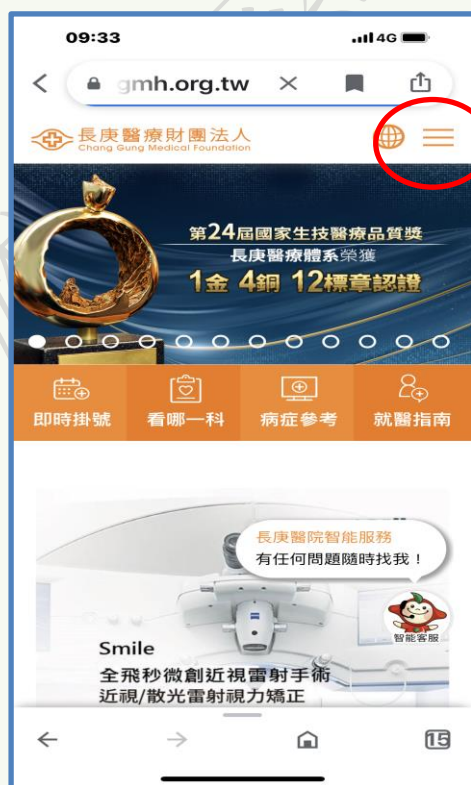 09:33
4G
gmh.org.tw
長庚醫療財團法人
Chang Gung Medical Foundation
第24屆國家生技醫療品質獎
長庚醫療體系榮獲
1金 4銅 12標章認證
即時掛號 看哪一科 病症參考 就醫指南
長庚醫院智能服務
有任何問題隨時找我！
智能客服
Smile
全飛秒微創近視雷射手術
近視/散光雷射視力矯正
15